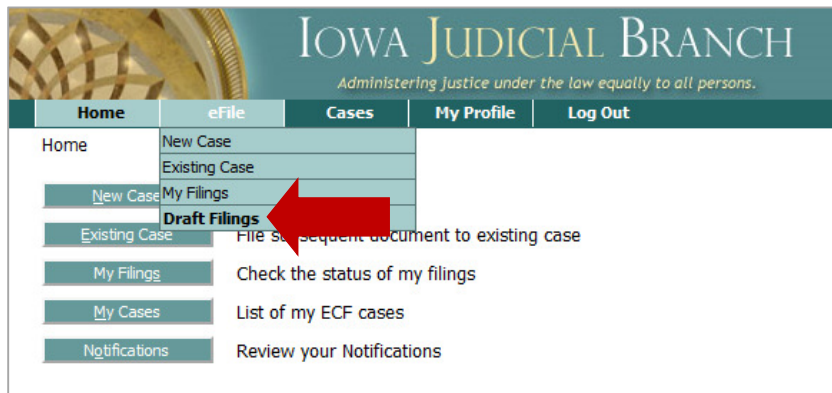 IOWA JUDICIAL BRANCH
Administering justice under the law equally to all persons.
Home eFile Cases My Profile Log Out
Home
New Case
Existing Case
My Filings
Draft Filings
New Case
Existing Case File subsequent document to existing case
My Filings Check the status of my filings
My Cases List of my ECF cases
Notifications Review your Notifications